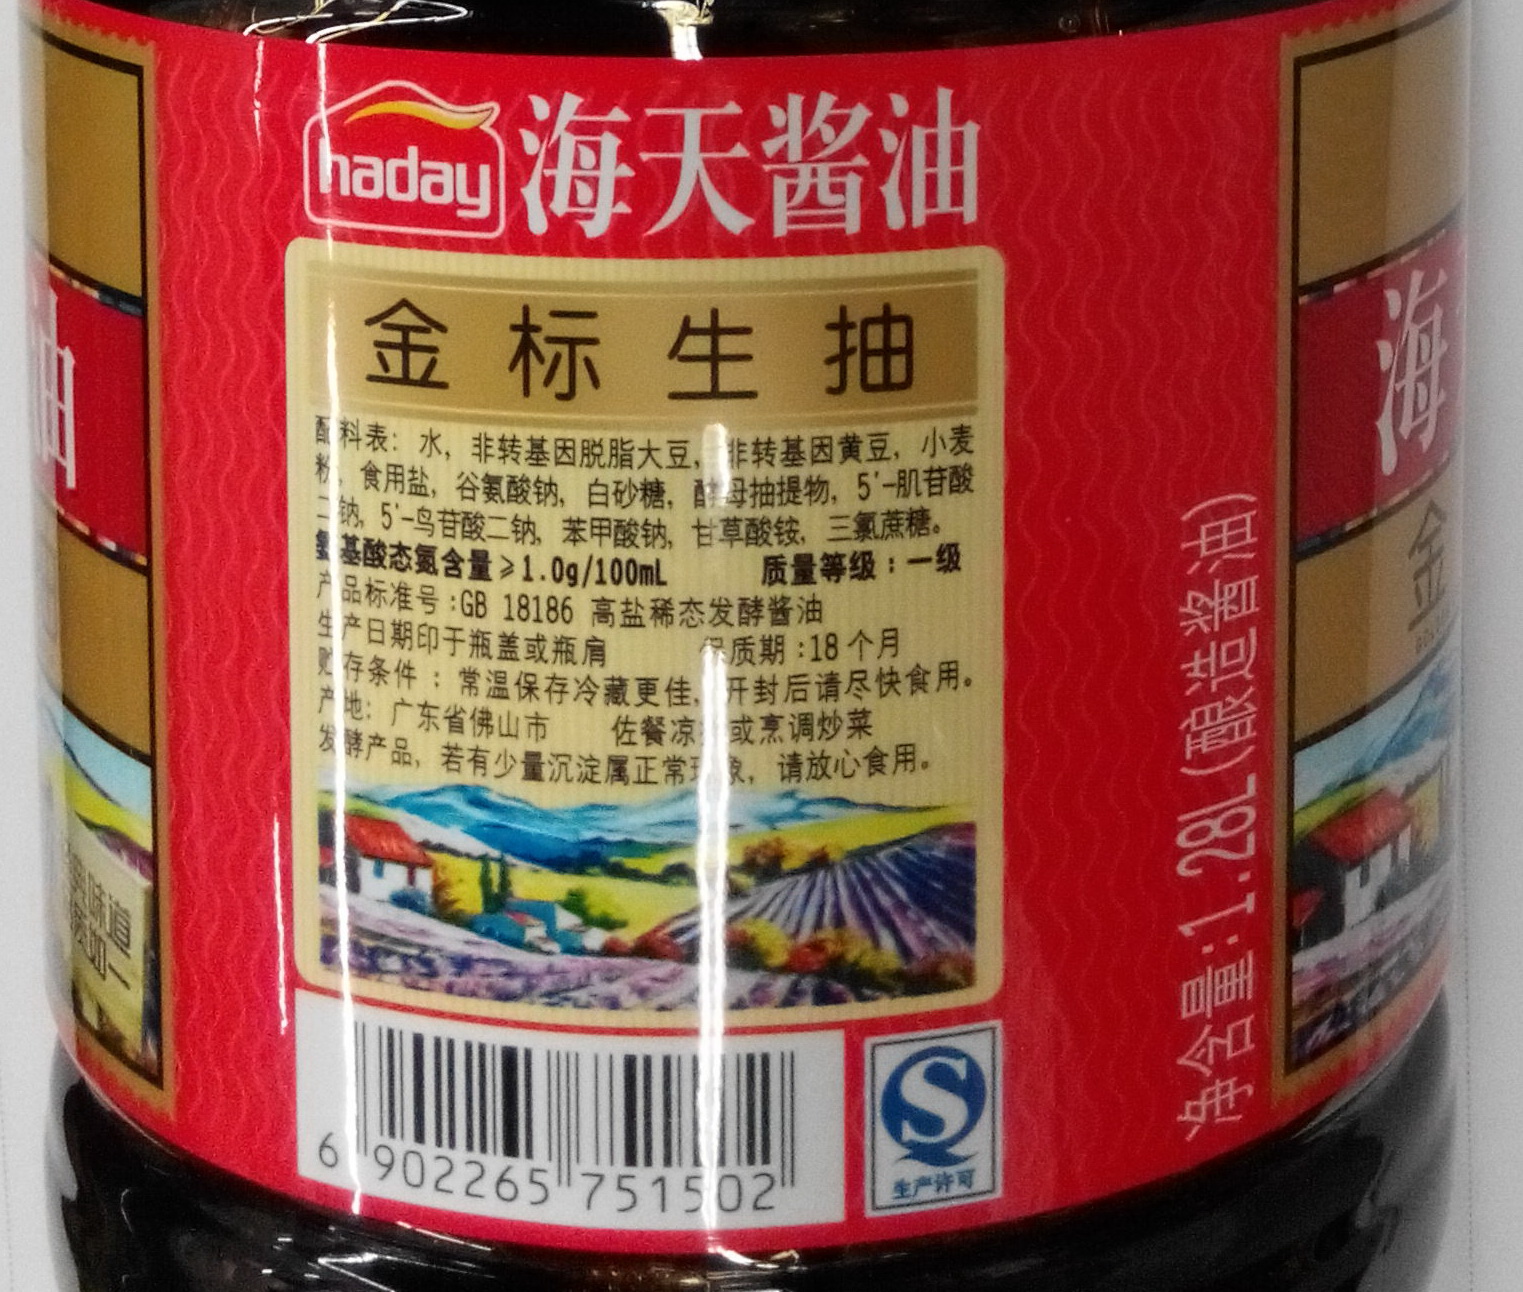 haday 海天酱油
金标生抽
配料表：水，非转基因脱脂大豆，非转基因黄豆，小麦
粉，食用盐，谷氨酸钠，白砂糖，酵母抽提物，5'-肌苷酸
二钠，5'-鸟苷酸二钠，苯甲酸钠，甘草酸铵，三氯蔗糖。
氨基酸态氮含量≥1.0g/100mL 质量等级：一级
产品标准号:GB 18186 高盐稀态发酵酱油
生产日期印于瓶盖或瓶肩 保质期:18个月
贮存条件：常温保存冷藏更佳，开封后请尽快食用。
产地：广东省佛山市 佐餐凉拌或烹调炒菜
发酵产品，若有少量沉淀属正常现象，请放心食用。
6 902265 751502
生产许可
净含量:1.28L(酿造酱油)
油
味道
如一
海
金